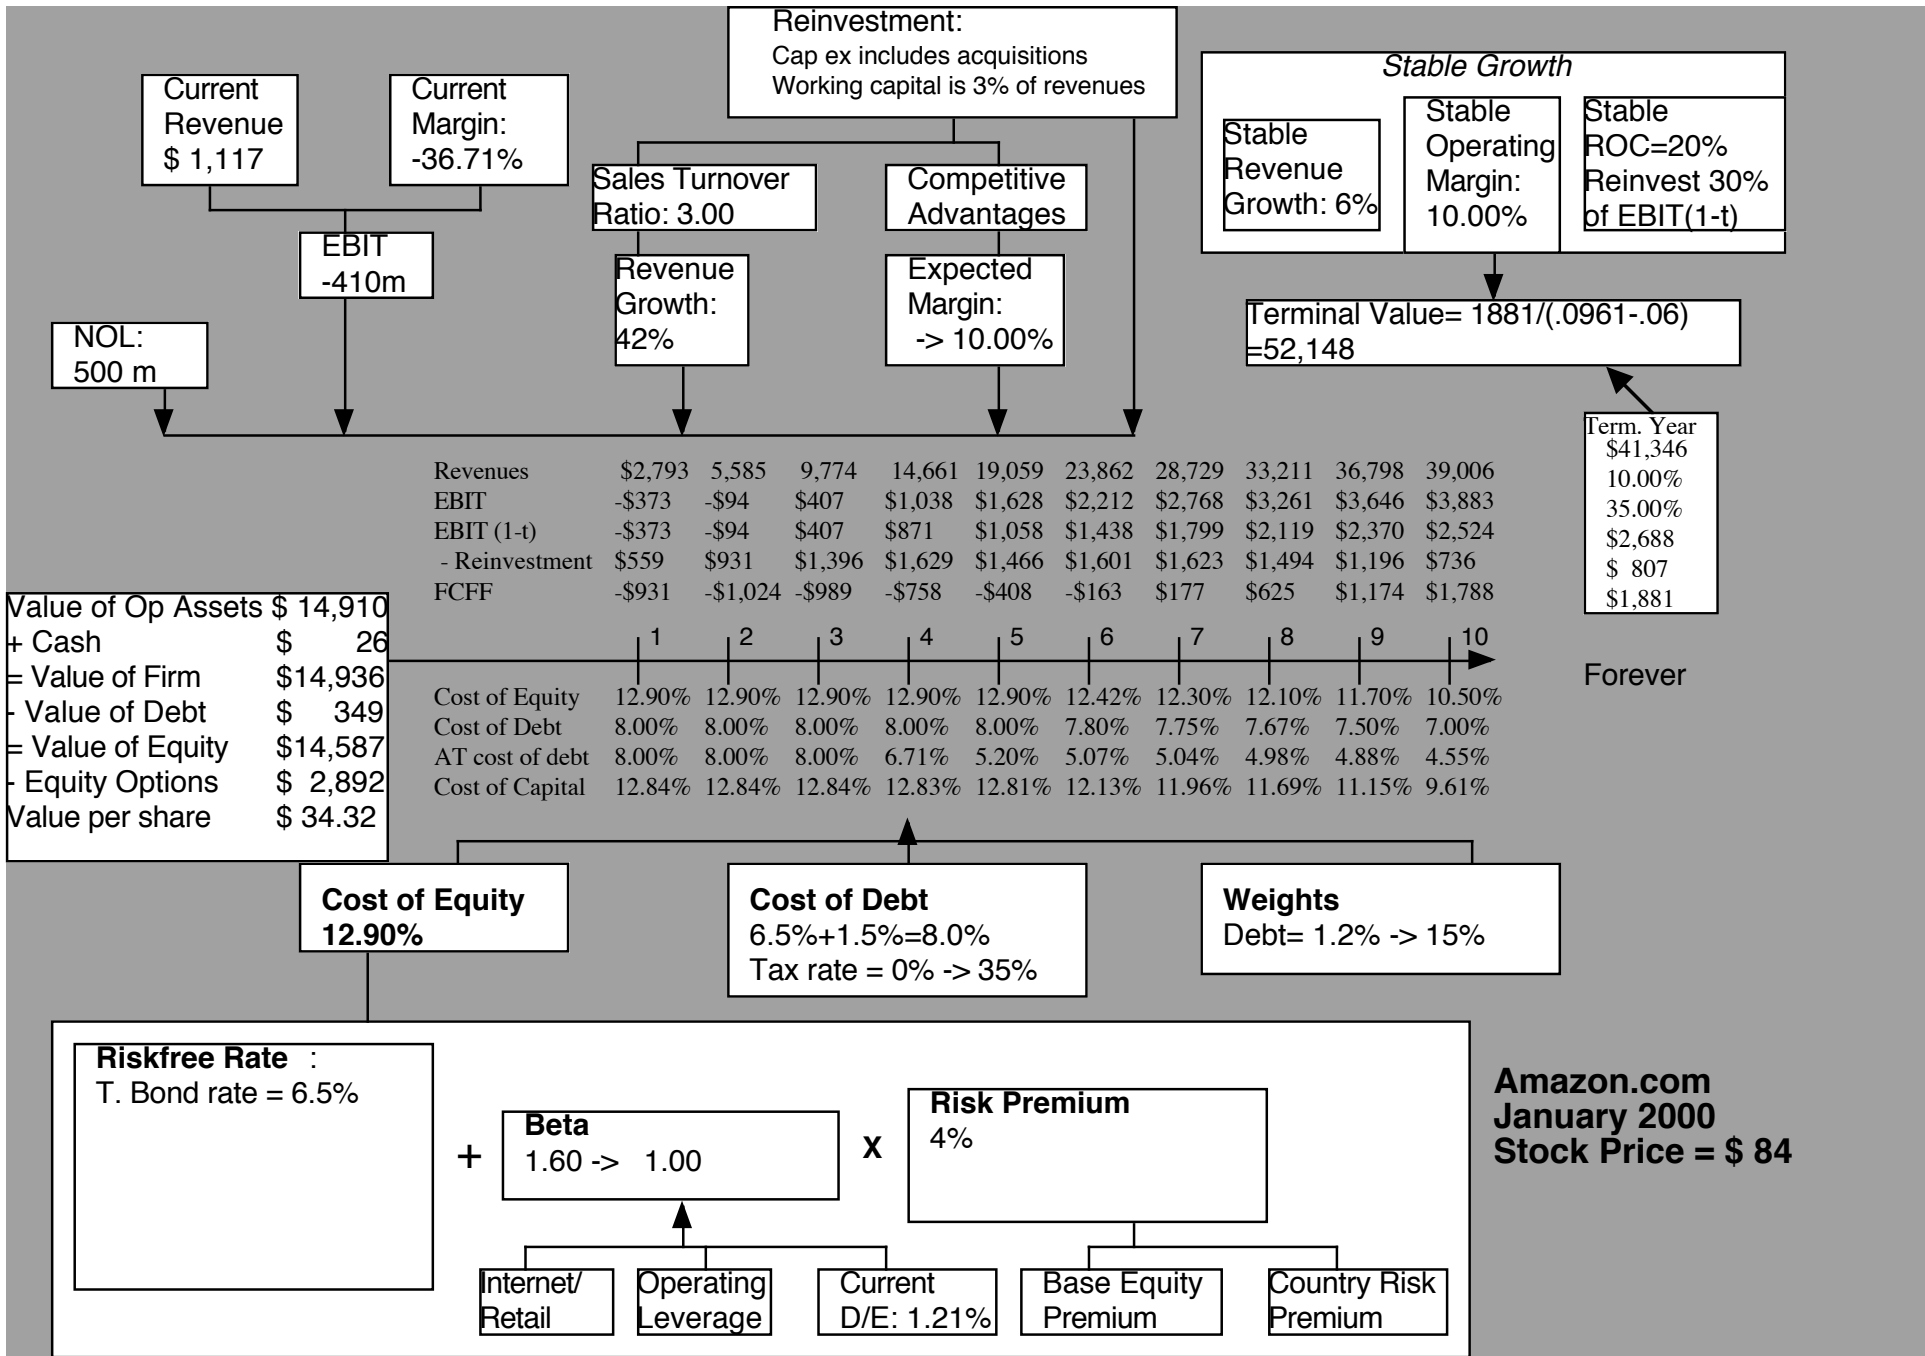 Reinvestment:
Cap ex includes acquisitions
Working capital is 3% of revenues
Stable Growth
Current
Revenue
$ 1,117
Current
Margin:
-36.71%
Stable
Revenue
Growth: 6%
Stable
Operating
Margin:
10.00%
Stable
ROC=20%
Reinvest 30%
of EBIT(1-t)
Sales Turnover
Ratio: 3.00
Competitive
Advantages
EBIT
-410m
Revenue
Growth:
42%
Expected
Margin:
-> 10.00%
NOL:
500 m
Terminal Value= 1881/(.0961-.06)
=52,148
Term. Year
$41,346
10.00%
35.00%
$2,688
$ 807
$1,881
Revenues $2,793 5,585 9,774 14,661 19,059 23,862 28,729 33,211 36,798 39,006
EBIT -$373 -$94 $407 $1,038 $1,628 $2,212 $2,768 $3,261 $3,646 $3,883
EBIT (1-t) -$373 -$94 $407 $871 $1,058 $1,438 $1,799 $2,119 $2,370 $2,524
- Reinvestment $559 $931 $1,396 $1,629 $1,466 $1,601 $1,623 $1,494 $1,196 $736
FCFF -$931 -$1,024 -$989 -$758 -$408 -$163 $177 $625 $1,174 $1,788
1 2 3 4 5 6 7 8 9 10
Forever
Value of Op Assets $ 14,910
+ Cash $ 26
= Value of Firm $14,936
- Value of Debt $ 349
= Value of Equity $14,587
- Equity Options $ 2,892
Value per share $ 34.32
Cost of Equity 12.90% 12.90% 12.90% 12.90% 12.90% 12.42% 12.30% 12.10% 11.70% 10.50%
Cost of Debt 8.00% 8.00% 8.00% 8.00% 8.00% 7.80% 7.75% 7.67% 7.50% 7.00%
AT cost of debt 8.00% 8.00% 8.00% 6.71% 5.20% 5.07% 5.04% 4.98% 4.88% 4.55%
Cost of Capital 12.84% 12.84% 12.84% 12.83% 12.81% 12.13% 11.96% 11.69% 11.15% 9.61%
Cost of Equity
12.90%
Cost of Debt
6.5%+1.5%=8.0%
Tax rate = 0% -> 35%
Weights
Debt= 1.2% -> 15%
Riskfree Rate :
T. Bond rate = 6.5%
+
Beta
1.60 -> 1.00
X
Risk Premium
4%
Amazon.com
January 2000
Stock Price = $ 84
Internet/
Retail
Operating
Leverage
Current
D/E: 1.21%
Base Equity
Premium
Country Risk
Premium